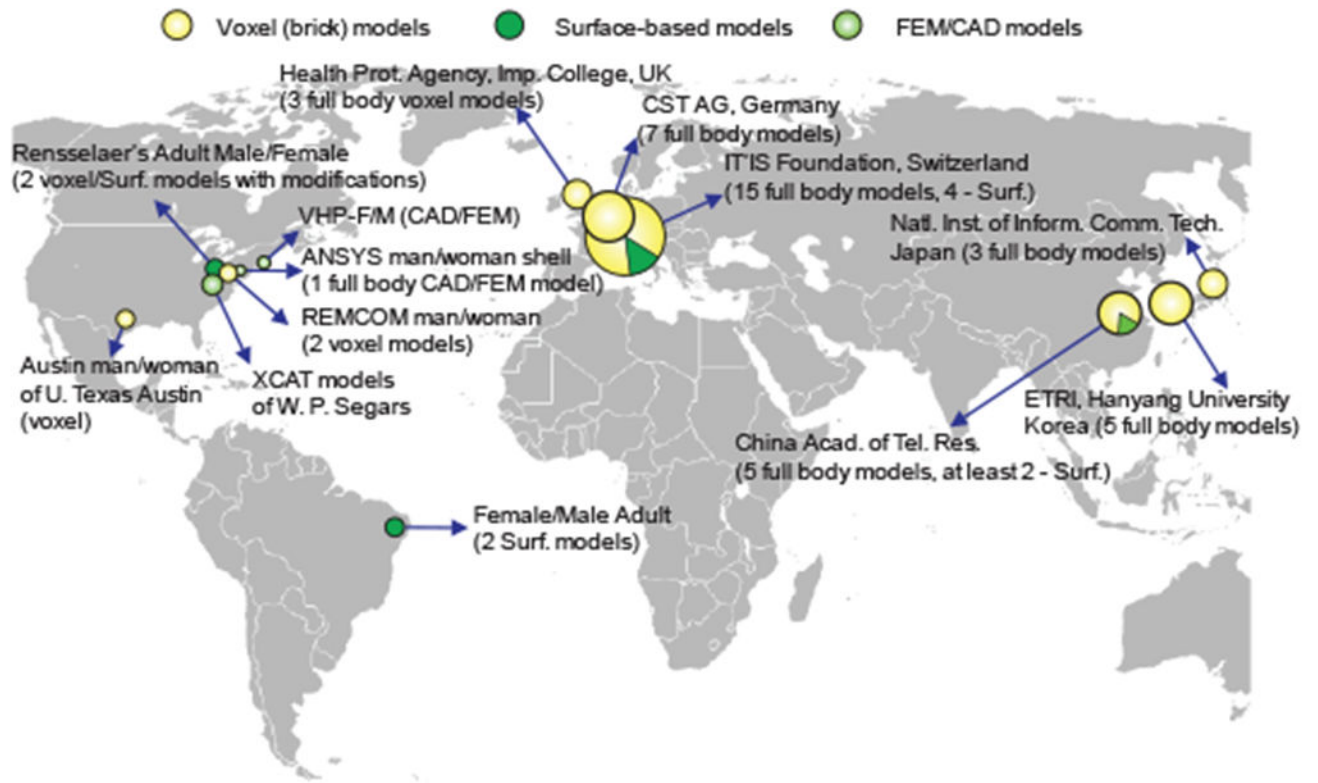 Voxel (brick) models
Surface-based models
FEM/CAD models
Health Prot. Agency, Imp. College, UK
(3 full body voxel models)
CST AG, Germany
(7 full body models)
Rensselaer's Adult Male/Female
(2 voxel/Surf. models with modifications)
IT'IS Foundation, Switzerland
(15 full body models, 4 - Surf.)
VHP-F/M (CAD/FEM)
Natl. Inst. of Inform. Comm. Tech.
Japan (3 full body models)
ANSYS man/woman shell
(1 full body CAD/FEM model)
REMCOM man/woman
(2 voxel models)
Austin man/woman
of U. Texas Austin
(voxel)
XCAT models
of W. P. Segars
ETRI, Hanyang University
Korea (5 full body models)
China Acad. of Tel. Res.
(5 full body models, at least 2 - Surf.)
Female/Male Adult
(2 Surf. models)